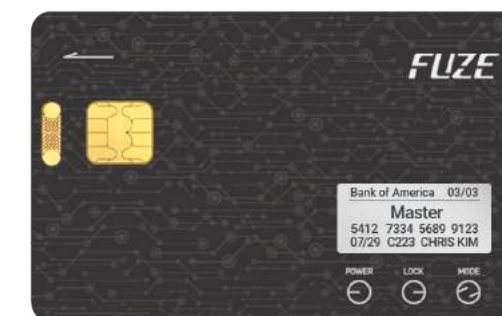 FUZE
Bank of America 03/03
Master
5412 7334 5689 9123
07/29 C223 CHRIS KIM
POWER LOCK MODE